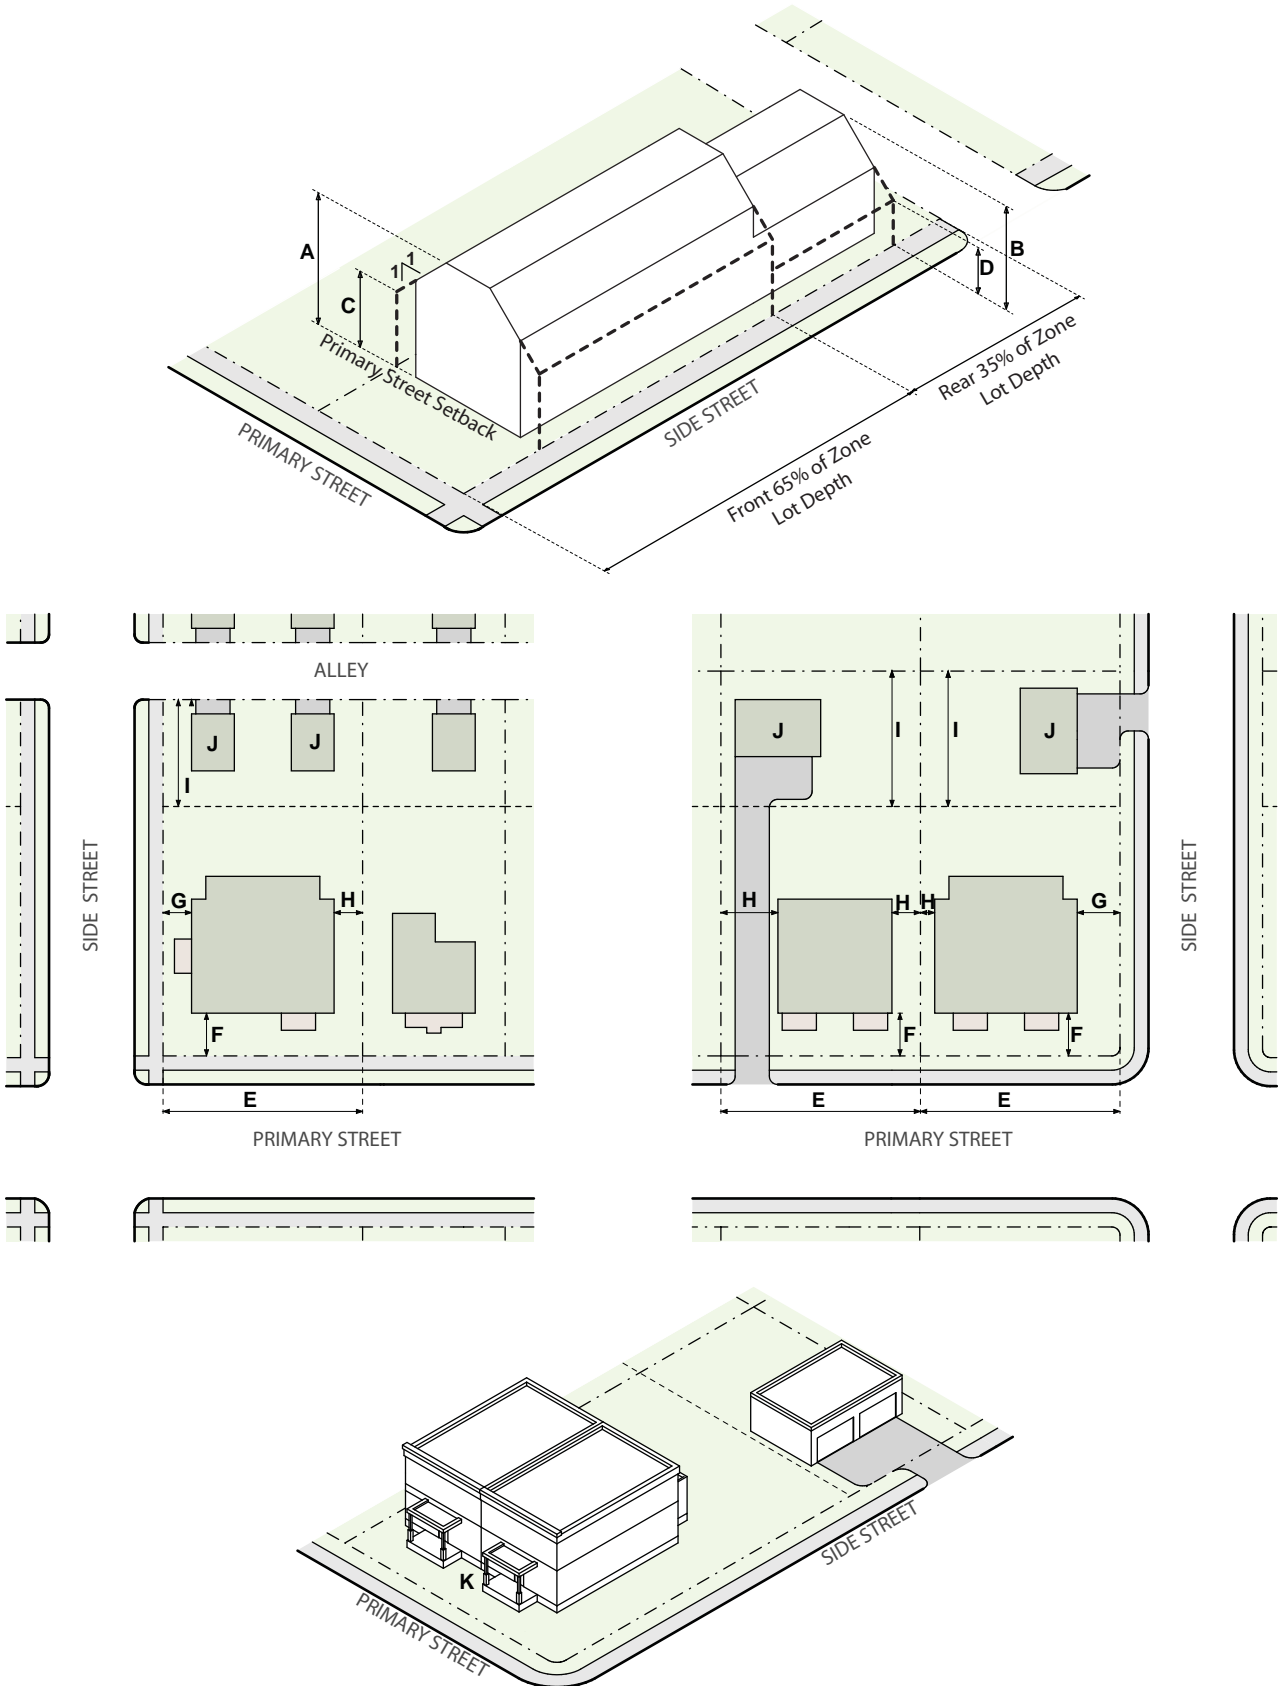 A
1
1
C
B
D
Primary Street Setback
PRIMARY STREET
SIDE STREET
Rear 35% of Zone
Lot Depth
Front 65% of Zone
Lot Depth
ALLEY
J
J
I
SIDE STREET
G
H
F
E
PRIMARY STREET
J
I
I
J
H
H
H
G
F
F
E
E
SIDE STREET
PRIMARY STREET
K
PRIMARY STREET
SIDE STREET